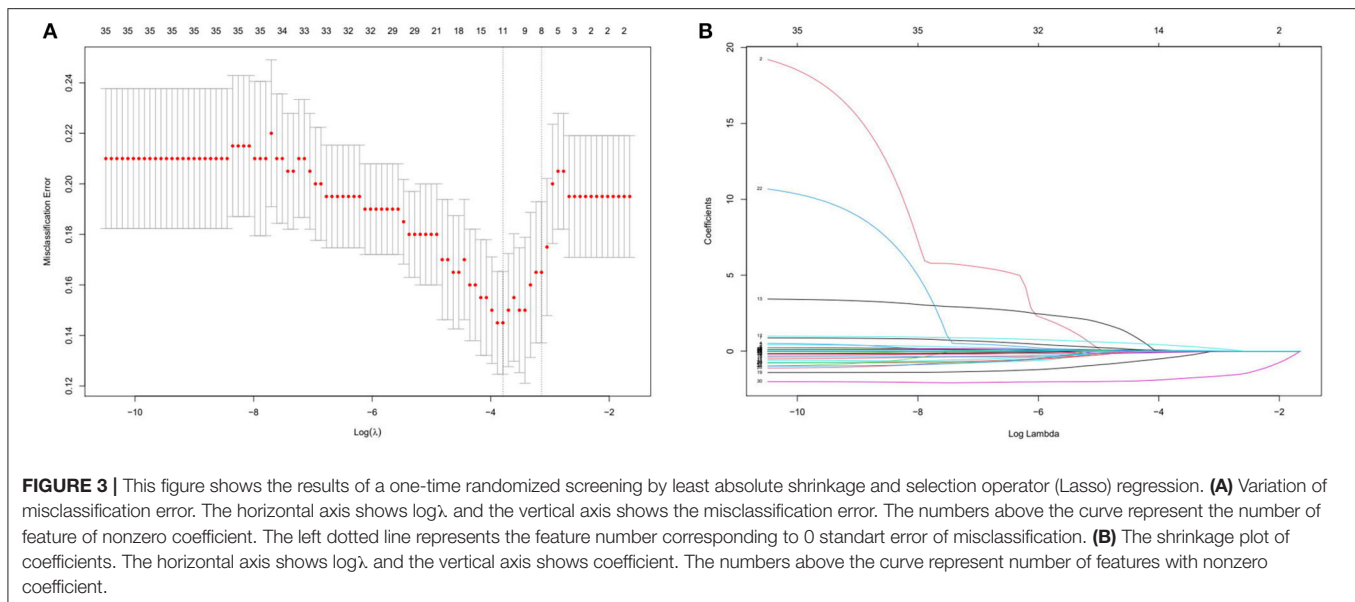 A
35 35 35 35 35 35 35 34 33 33 32 32 29 29 21 18 15 11 9 8 5 3 2 2 2
0.24
0.22
0.20
0.18
0.16
0.14
0.12
Misclassification Error
−10 −8 −6 −4 −2
Log(λ)
B
35 35 32 14 2
20
15
10
5
0
Coefficients
2
22
13
30
−10 −8 −6 −4 −2
Log Lambda
FIGURE 3 | This figure shows the results of a one-time randomized screening by least absolute shrinkage and selection operator (Lasso) regression. (A) Variation of
misclassification error. The horizontal axis shows logλ and the vertical axis shows the misclassification error. The numbers above the curve represent the number of
feature of nonzero coefficient. The left dotted line represents the feature number corresponding to 0 standart error of misclassification. (B) The shrinkage plot of
coefficients. The horizontal axis shows logλ and the vertical axis shows coefficient. The numbers above the curve represent number of features with nonzero
coefficient.